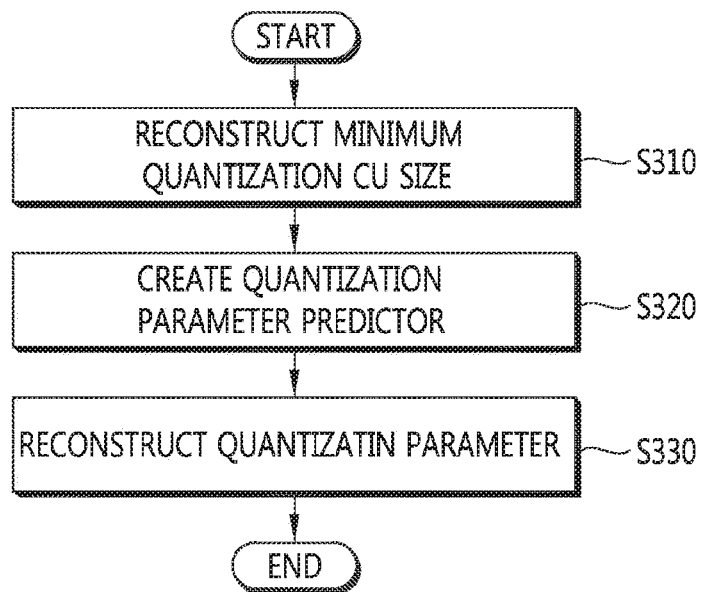 START
RECONSTRUCT MINIMUM
QUANTIZATION CU SIZE
S310
CREATE QUANTIZATION
PARAMETER PREDICTOR
S320
RECONSTRUCT QUANTIZATIN PARAMETER
S330
END